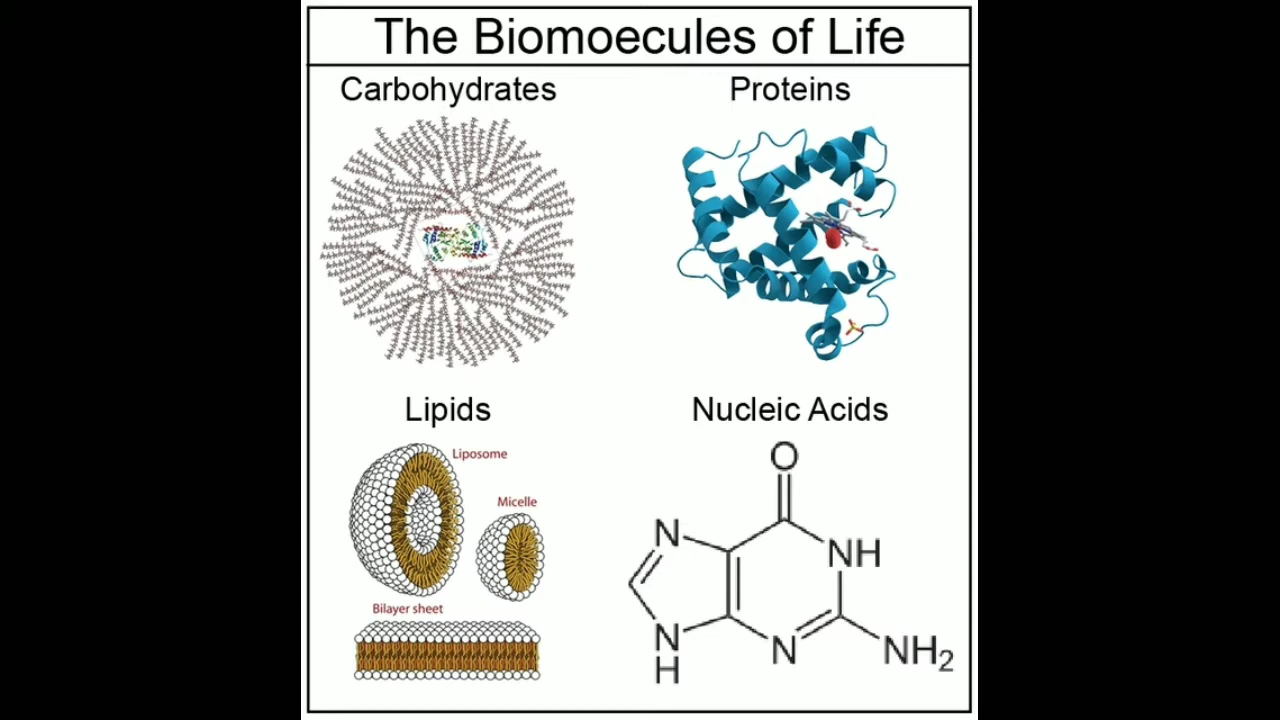 The Biomoecules of Life
Carbohydrates
Proteins
Lipids
Nucleic Acids
Liposome
Micelle
Bilayer sheet
O
N
NH
N
H
N
NH2